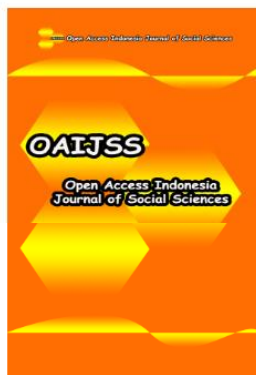 Open Access Indonesia Journal of Social Sciences
OAIJSS
Open Access Indonesia
Journal of Social Sciences